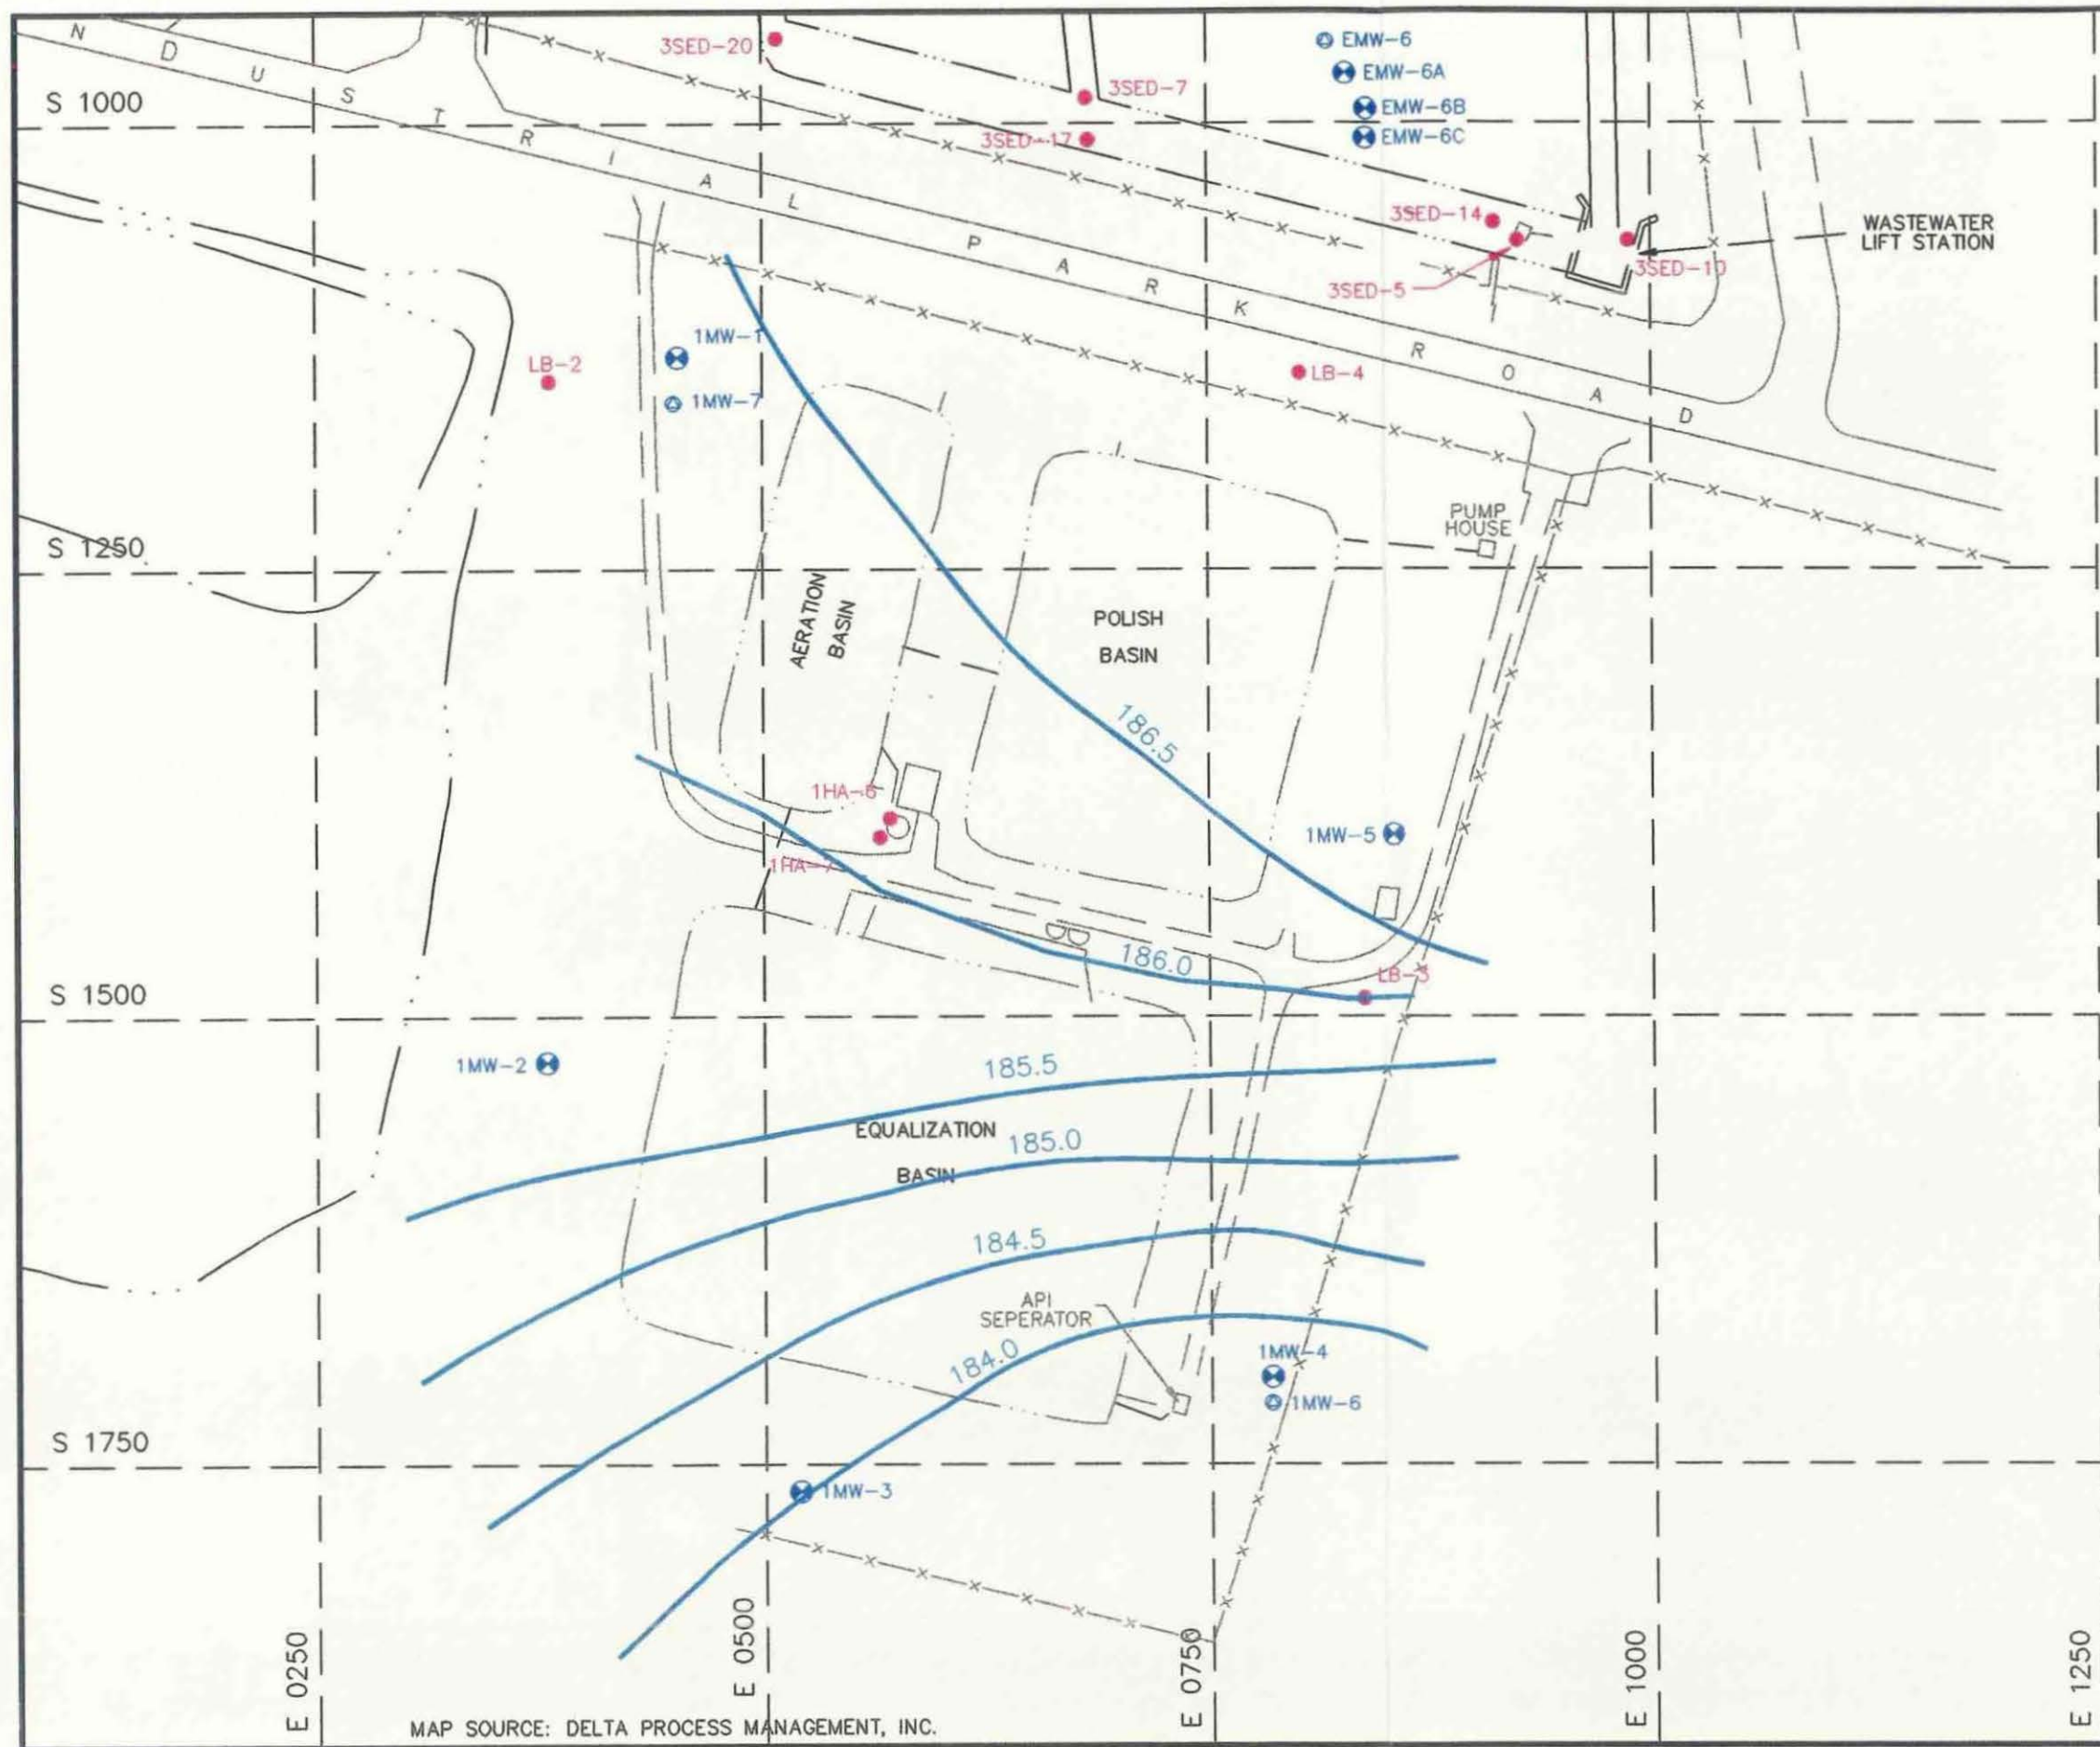 N D U S T R I A L P A R K R O A D
3SED-20
3SED-7
3SED-17
EMW-6
EMW-6A
EMW-6B
EMW-6C
S 1000
3SED-14
3SED-5
3SED-10
WASTEWATER
LIFT STATION
1MW-1
LB-2
1MW-7
LB-4
S 1250
PUMP
HOUSE
AERATION
BASIN
POLISH
BASIN
186.5
1HA-6
1MW-5
1HA-7
186.0
LB-3
S 1500
1MW-2
185.5
EQUALIZATION
BASIN
185.0
184.5
API
SEPERATOR
184.0
1MW-4
1MW-6
S 1750
1MW-3
E 0250
E 0500
E 0750
E 1000
E 1250
MAP SOURCE: DELTA PROCESS MANAGEMENT, INC.